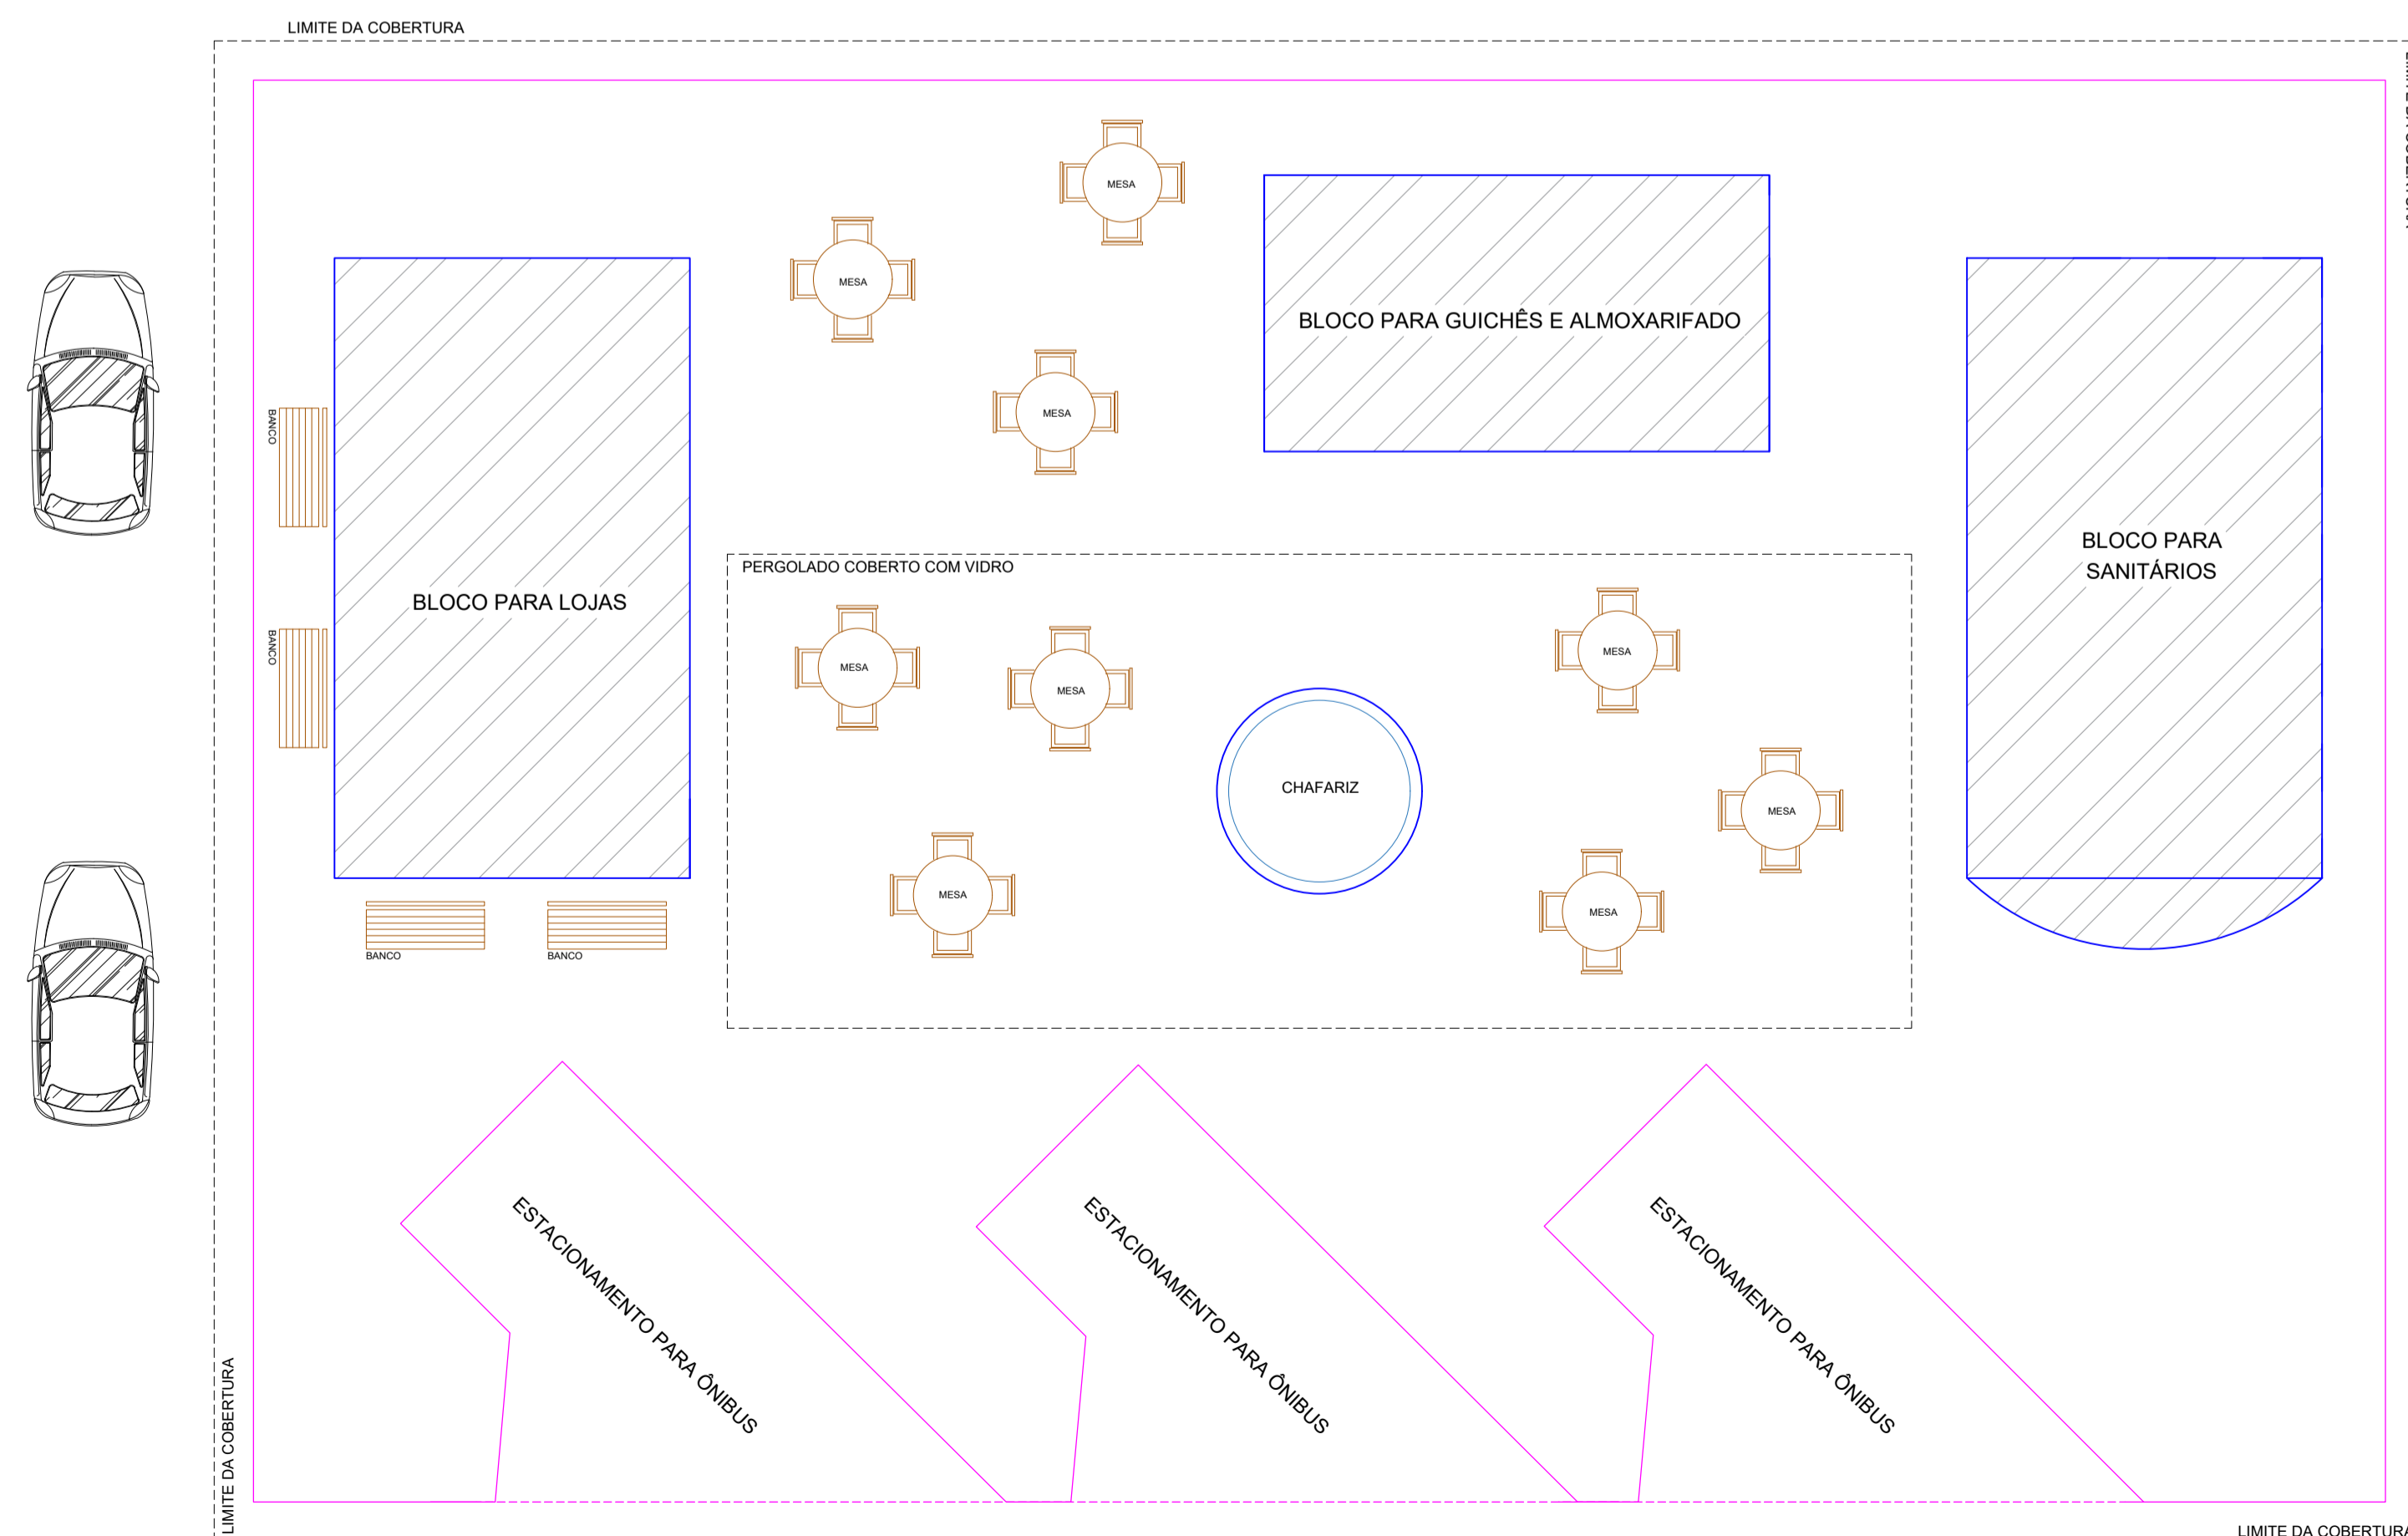 LIMITE DA COBERTURA
MESA
MESA
BLOCO PARA GUICHÊS E ALMOXARIFADO
MESA
BANCO
BLOCO PARA
SANITÁRIOS
PERGOLADO COBERTO COM VIDRO
BLOCO PARA LOJAS
BANCO
MESA
MESA
MESA
CHAFARIZ
MESA
MESA
MESA
BANCO
BANCO
ESTACIONAMENTO PARA ÔNIBUS
ESTACIONAMENTO PARA ÔNIBUS
ESTACIONAMENTO PARA ÔNIBUS
LIMITE DA COBERTURA
LIMITE DA COBERTURA